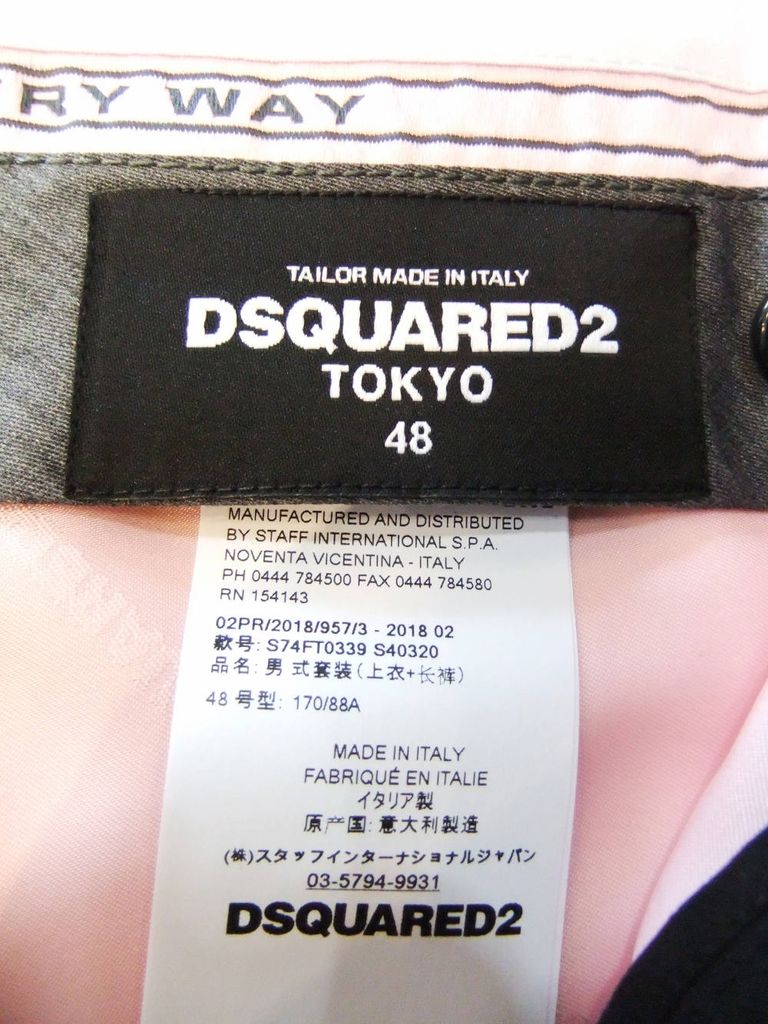 RY WAY
TAILOR MADE IN ITALY
DSQUARED2
TOKYO
48
MANUFACTURED AND DISTRIBUTED
BY STAFF INTERNATIONAL S.P.A.
NOVENTA VICENTINA - ITALY
PH 0444 784500 FAX 0444 784580
RN 154143
02PR/2018/957/3 - 2018 02
款号: S74FT0339 S40320
品名: 男 式套装(上衣+长裤)
48 号型: 170/88A
MADE IN ITALY
FABRIQUÉ EN ITALIE
イタリア製
原产国: 意大利製造
(株)スタッフインターナショナルジャパン
03-5794-9931
DSQUARED2